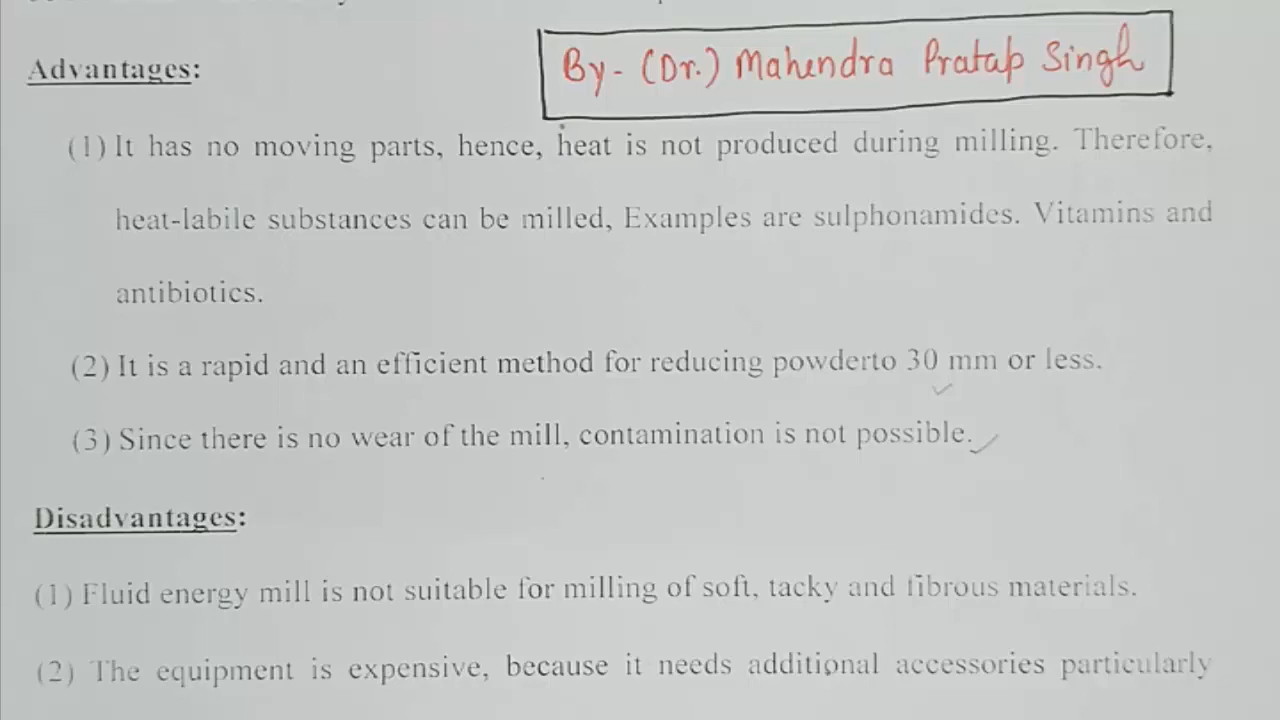 By - (Dr.) Mahendra Pratap Singh
Advantages:
(1) It has no moving parts, hence, heat is not produced during milling. Therefore,
heat-labile substances can be milled, Examples are sulphonamides. Vitamins and
antibiotics.
(2) It is a rapid and an efficient method for reducing powderto 30 mm or less.
(3) Since there is no wear of the mill, contamination is not possible.
Disadvantages:
(1) Fluid energy mill is not suitable for milling of soft, tacky and fibrous materials.
(2) The equipment is expensive, because it needs additional accessories particularly